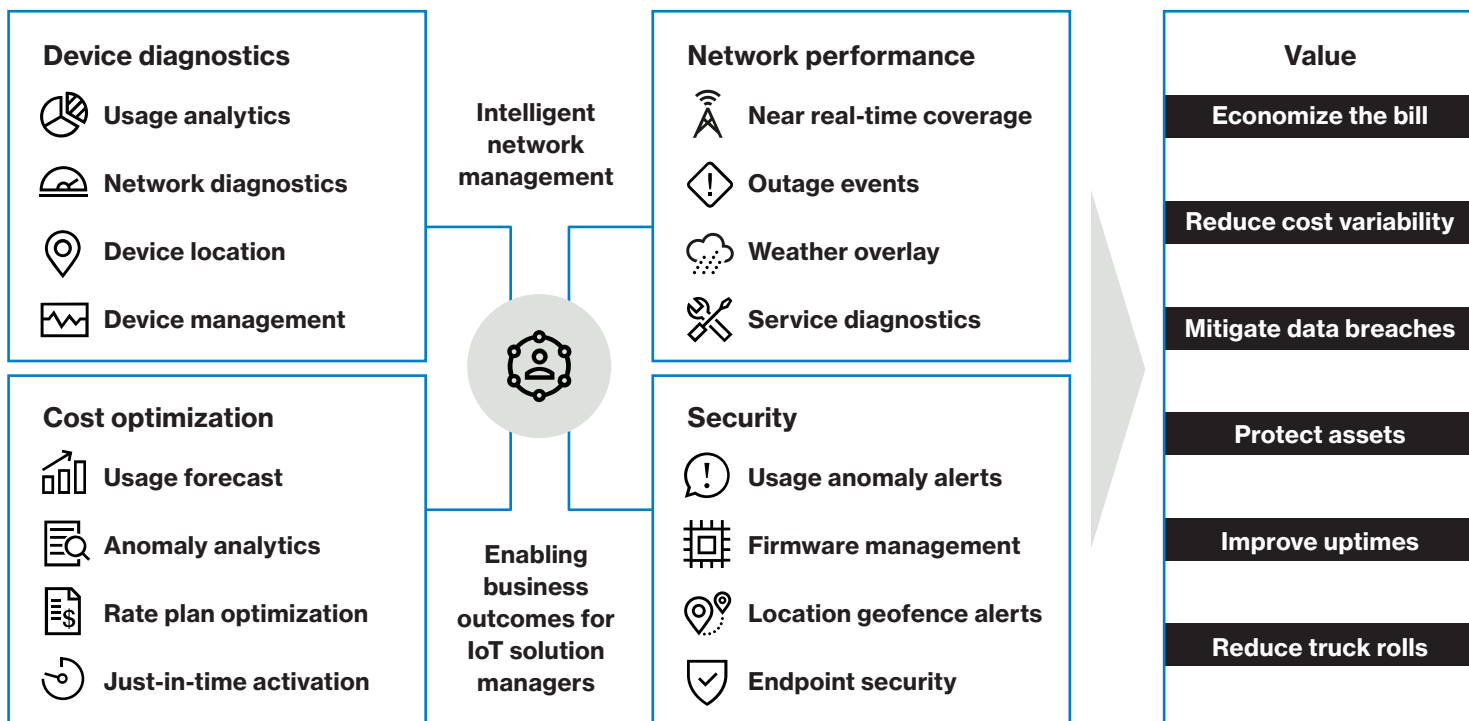 Device diagnostics
Usage analytics
Network diagnostics
Device location
Device management
Intelligent
network
management
Network performance
Near real-time coverage
Outage events
Weather overlay
Service diagnostics
Cost optimization
Usage forecast
Anomaly analytics
Rate plan optimization
Just-in-time activation
Enabling
business
outcomes for
IoT solution
managers
Security
Usage anomaly alerts
Firmware management
Location geofence alerts
Endpoint security
Value
Economize the bill
Reduce cost variability
Mitigate data breaches
Protect assets
Improve uptimes
Reduce truck rolls